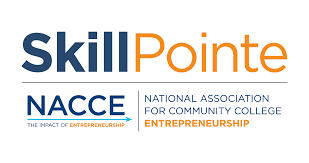 SkillPointe
NACCE
THE IMPACT OF ENTREPRENEURSHIP
NATIONAL ASSOCIATION
FOR COMMUNITY COLLEGE
ENTREPRENEURSHIP